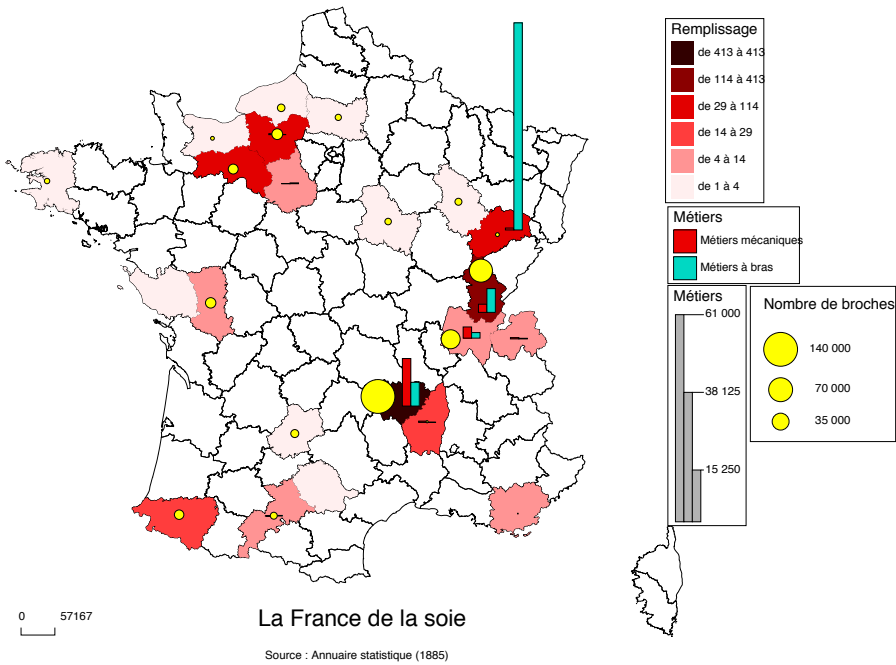 Remplissage
de 413 à 413
de 114 à 413
de 29 à 114
de 14 à 29
de 4 à 14
de 1 à 4
Métiers
Métiers mécaniques
Métiers à bras
Métiers
61 000
38 125
15 250
Nombre de broches
140 000
70 000
35 000
0 57167
La France de la soie
Source : Annuaire statistique (1885)